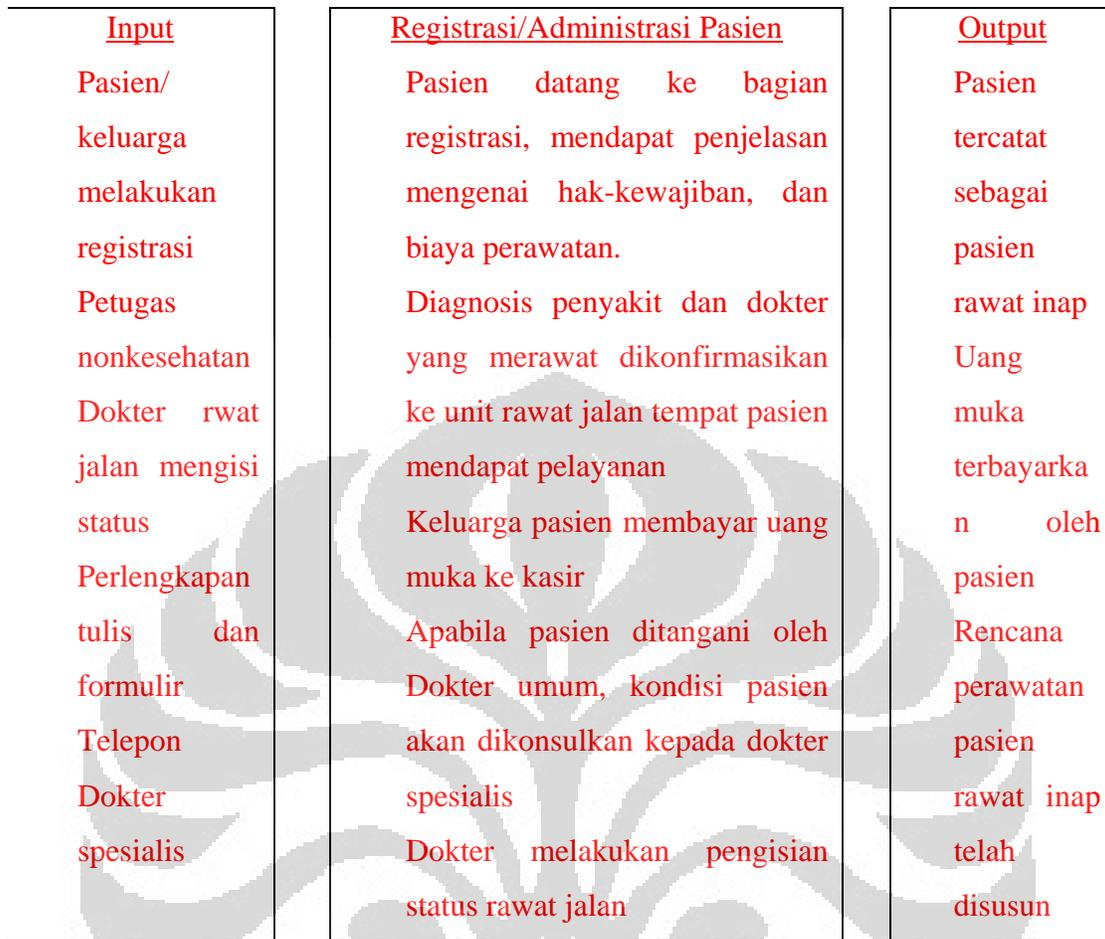 Input
Pasien/
keluarga
melakukan
registrasi
Petugas
nonkesehatan
Dokter rwat
jalan mengisi
status
Perlengkapan
tulis dan
formulir
Telepon
Dokter
spesialis
Registrasi/Administrasi Pasien
Pasien datang ke bagian
registrasi, mendapat penjelasan
mengenai hak-kewajiban, dan
biaya perawatan.
Diagnosis penyakit dan dokter
yang merawat dikonfirmasikan
ke unit rawat jalan tempat pasien
mendapat pelayanan
Keluarga pasien membayar uang
muka ke kasir
Apabila pasien ditangani oleh
Dokter umum, kondisi pasien
akan dikonsulkan kepada dokter
spesialis
Dokter melakukan pengisian
status rawat jalan
Output
Pasien
tercatat
sebagai
pasien
rawat inap
Uang
muka
terbayarka
n oleh
pasien
Rencana
perawatan
pasien
rawat inap
telah
disusun